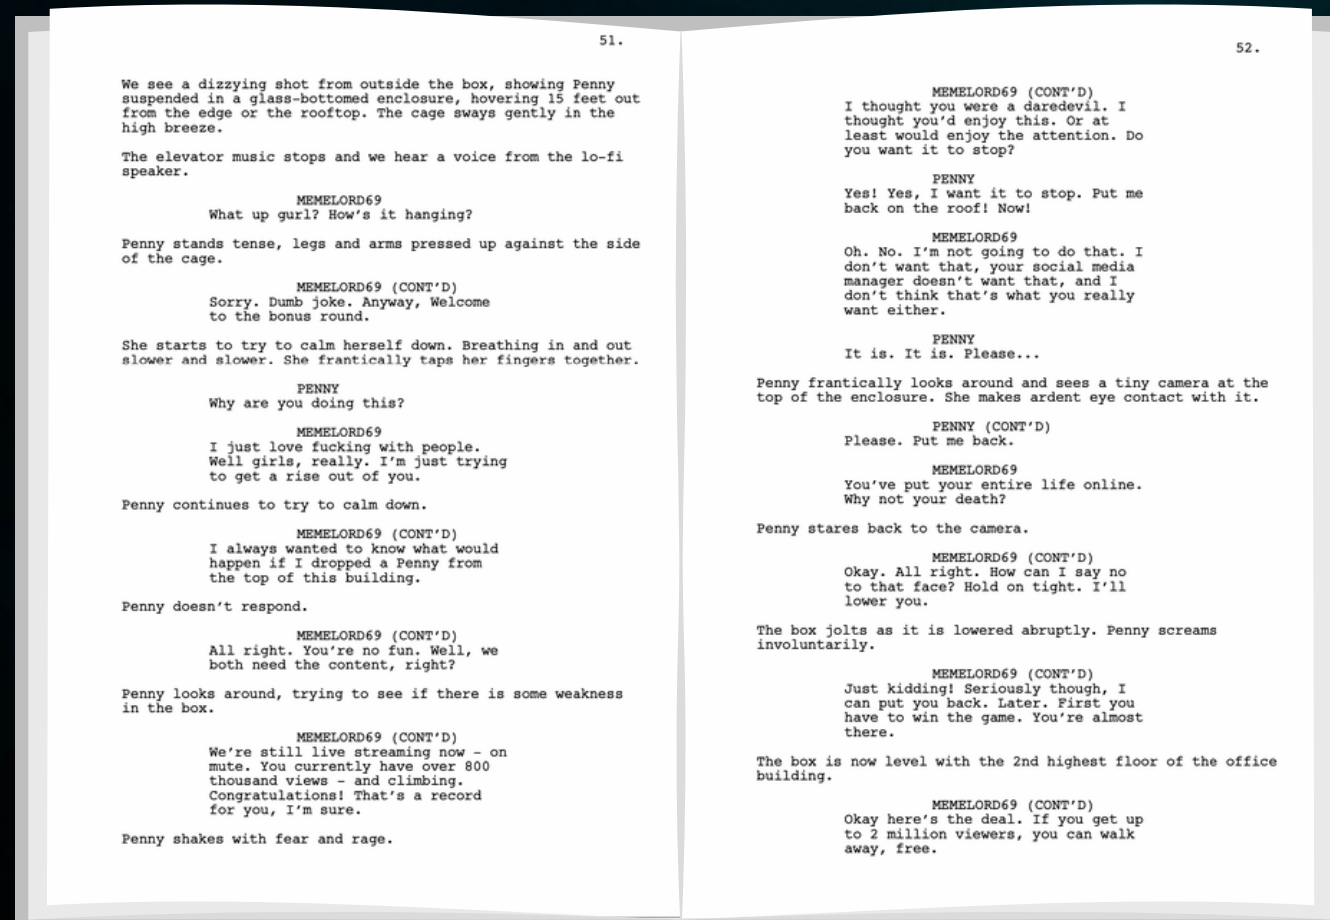 51.
We see a dizzying shot from outside the box, showing Penny
suspended in a glass-bottomed enclosure, hovering 15 feet out
from the edge or the rooftop. The cage sways gently in the
high breeze.
The elevator music stops and we hear a voice from the lo-fi
speaker.
MEMELORD69
What up gurl? How's it hanging?
Penny stands tense, legs and arms pressed up against the side
of the cage.
MEMELORD69 (CONT'D)
Sorry. Dumb joke. Anyway, Welcome
to the bonus round.
She starts to try to calm herself down. Breathing in and out
slower and slower. She frantically taps her fingers together.
PENNY
Why are you doing this?
MEMELORD69
I just love fucking with people.
Well girls, really. I'm just trying
to get a rise out of you.
Penny continues to try to calm down.
MEMELORD69 (CONT'D)
I always wanted to know what would
happen if I dropped a Penny from
the top of this building.
Penny doesn't respond.
MEMELORD69 (CONT'D)
All right. You're no fun. Well, we
both need the content, right?
Penny looks around, trying to see if there is some weakness
in the box.
MEMELORD69 (CONT'D)
We're still live streaming now – on
mute. You currently have over 800
thousand views – and climbing.
Congratulations! That's a record
for you, I'm sure.
Penny shakes with fear and rage.
52.
MEMELORD69 (CONT'D)
I thought you were a daredevil. I
thought you'd enjoy this. Or at
least would enjoy the attention. Do
you want it to stop?
PENNY
Yes! Yes, I want it to stop. Put me
back on the roof! Now!
MEMELORD69
Oh. No. I'm not going to do that. I
don't want that, your social media
manager doesn't want that, and I
don't think that's what you really
want either.
PENNY
It is. It is. Please...
Penny frantically looks around and sees a tiny camera at the
top of the enclosure. She makes ardent eye contact with it.
PENNY (CONT'D)
Please. Put me back.
MEMELORD69
You've put your entire life online.
Why not your death?
Penny stares back to the camera.
MEMELORD69 (CONT'D)
Okay. All right. How can I say no
to that face? Hold on tight. I'll
lower you.
The box jolts as it is lowered abruptly. Penny screams
involuntarily.
MEMELORD69 (CONT'D)
Just kidding! Seriously though, I
can put you back. Later. First you
have to win the game. You're almost
there.
The box is now level with the 2nd highest floor of the office
building.
MEMELORD69 (CONT'D)
Okay here's the deal. If you get up
to 2 million viewers, you can walk
away, free.